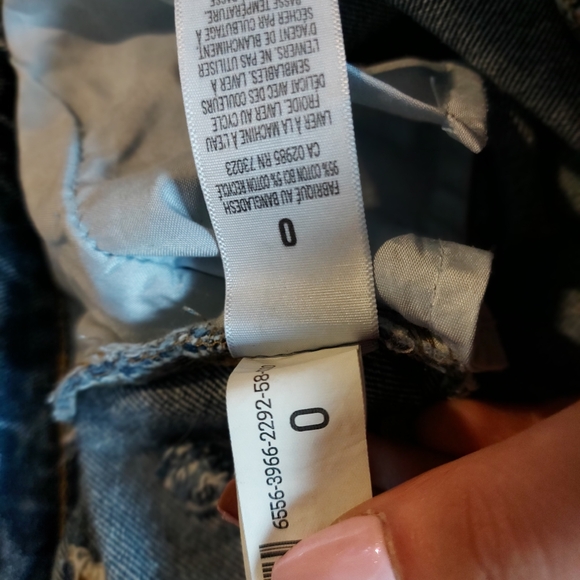 0
FABRIQUÉ AU BANGLADESH
95% COTON BIO 5% COTON RECYCLÉ
CA 02985 RN 73023
LAVER À LA MACHINE À L'EAU
FROIDE. LAVER AU CYCLE
DÉLICAT AVEC DES COULEURS
SEMBLABLES. LAVER À
L'ENVERS. NE PAS UTILISER
D'AGENT DE BLANCHIMENT.
SÉCHER PAR CULBUTAGE À
BASSE TEMPÉRATURE.
0
6556-3966-2292-58-